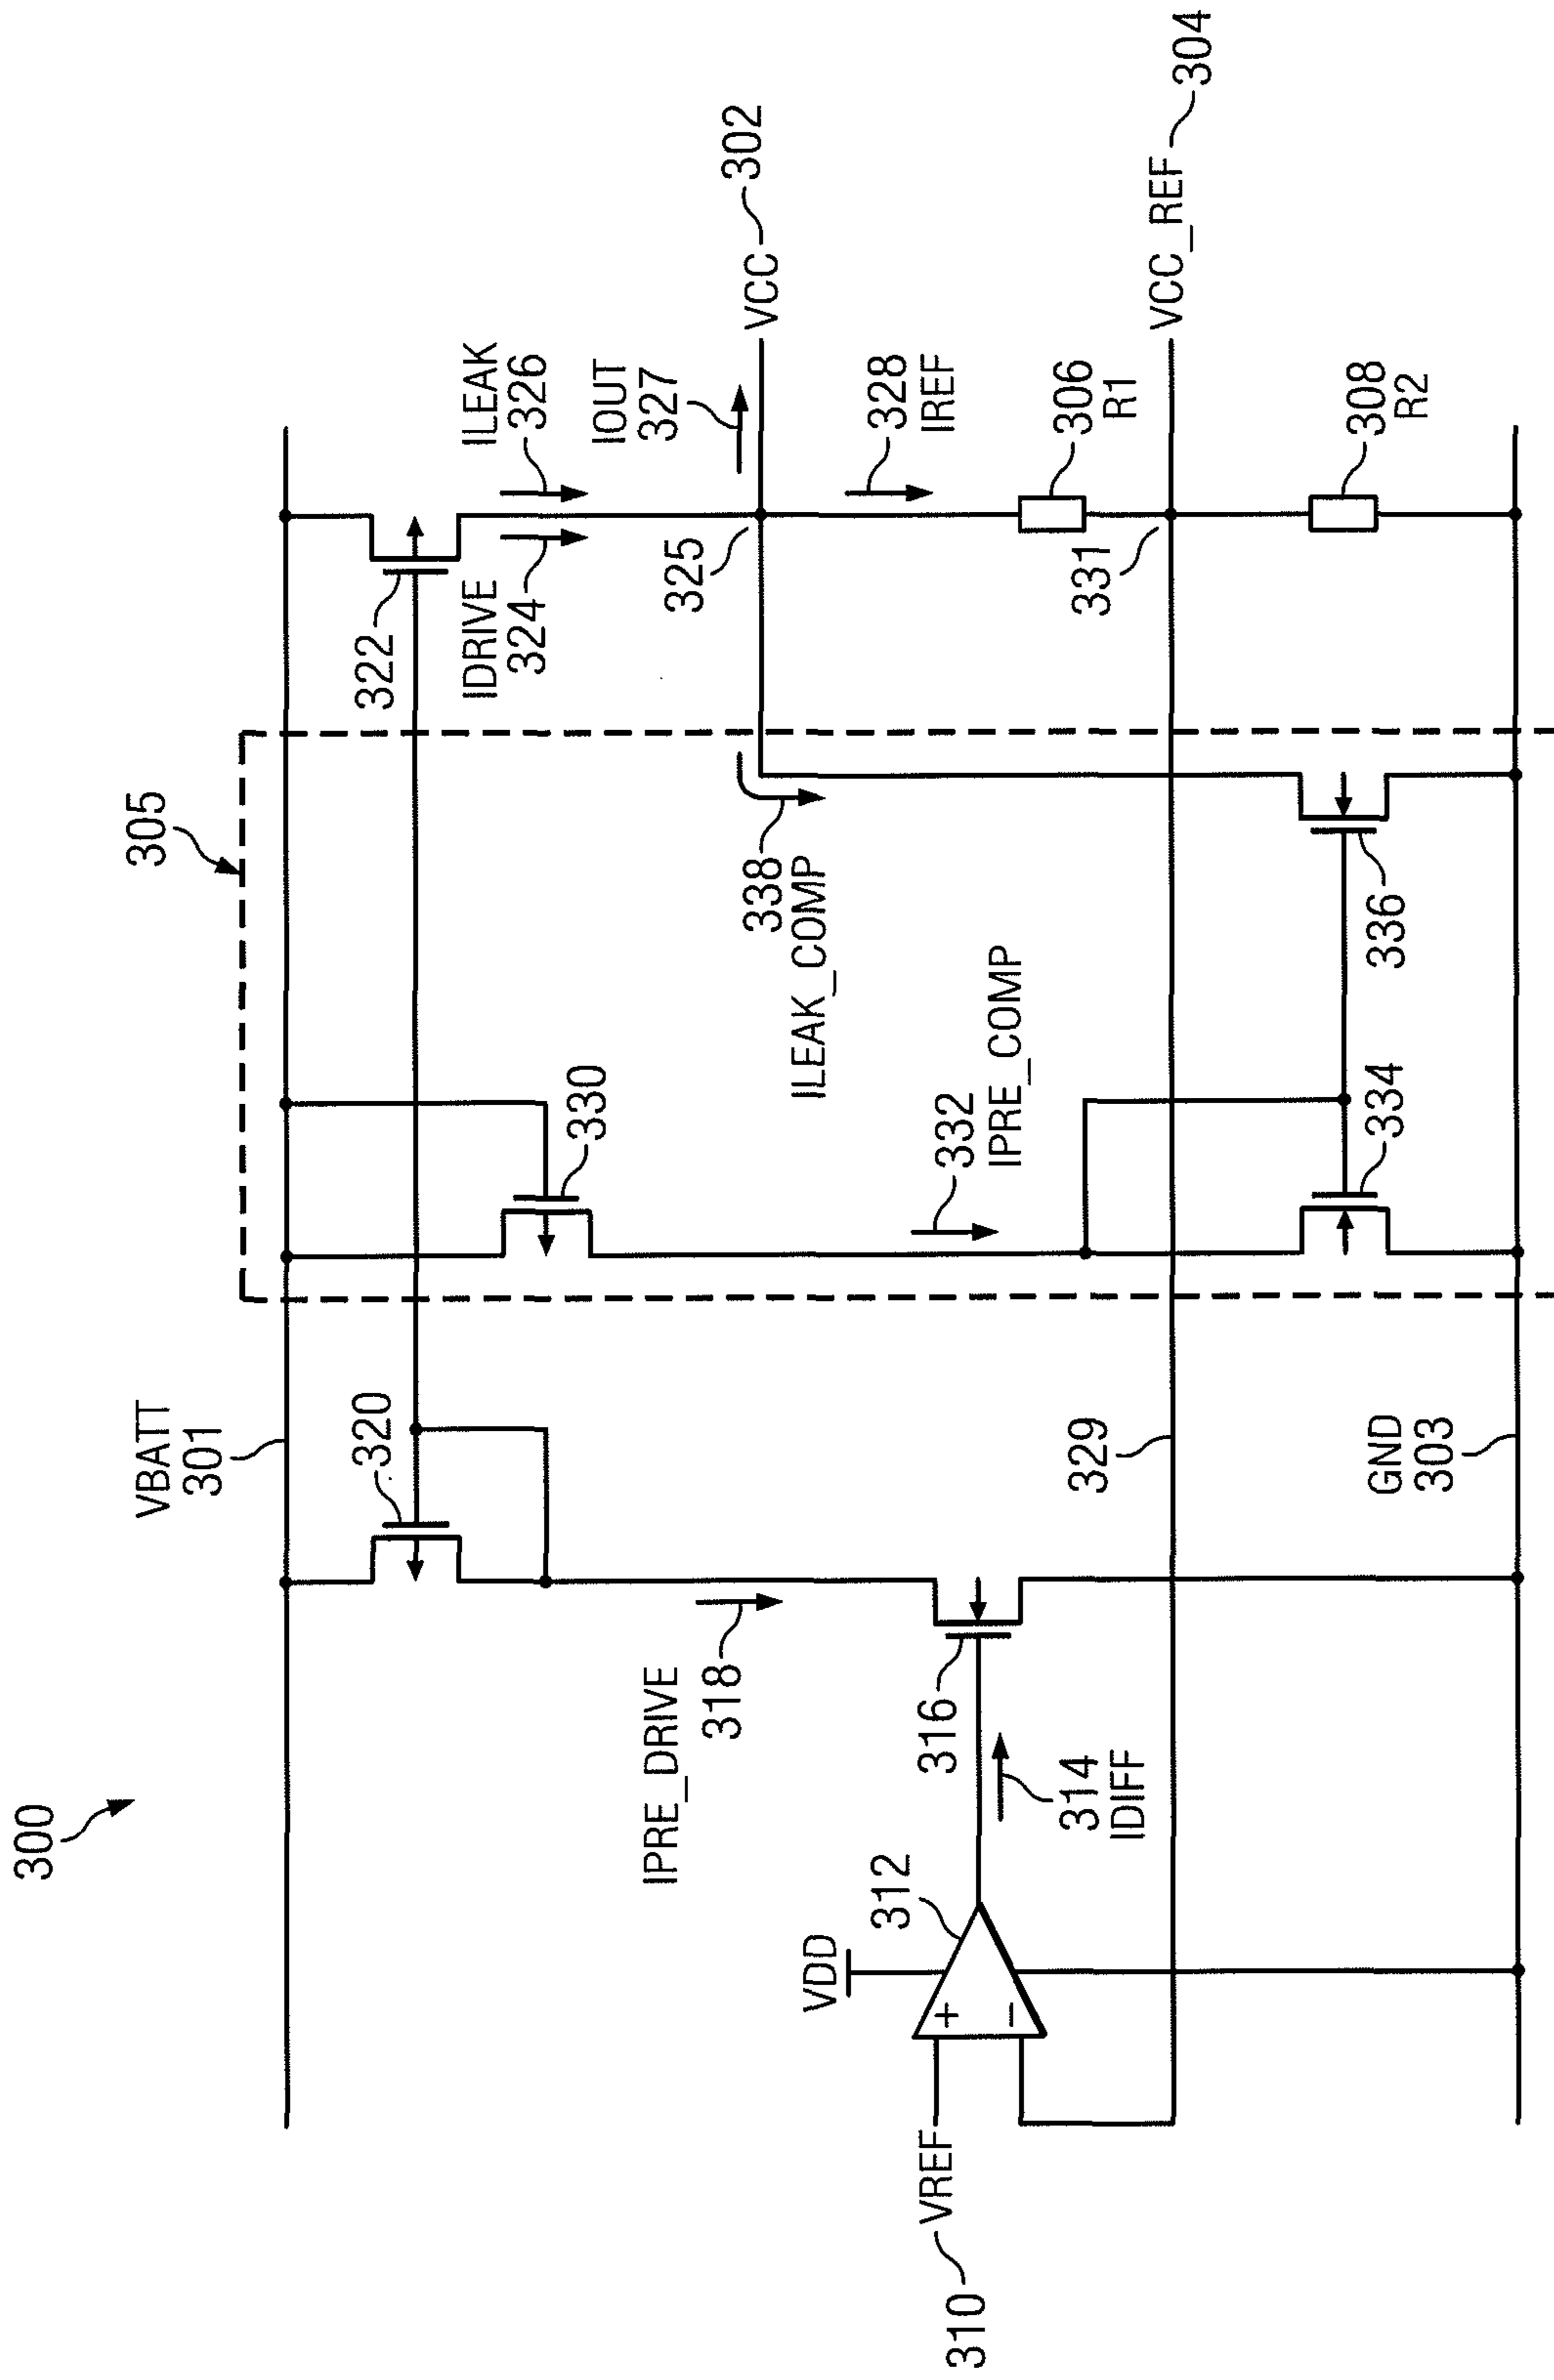 300
VBATT
301
305
320
322
330
ILEAK
326
IDRIVE
324
IOUT
327
VCC
302
325
IPRE_DRIVE
318
338
ILEAK_COMP
328
IREF
332
IPRE_COMP
VDD
312
316
314
IDIFF
VREF
310
+
−
306
R1
331
VCC_REF
304
329
334
336
308
R2
GND
303